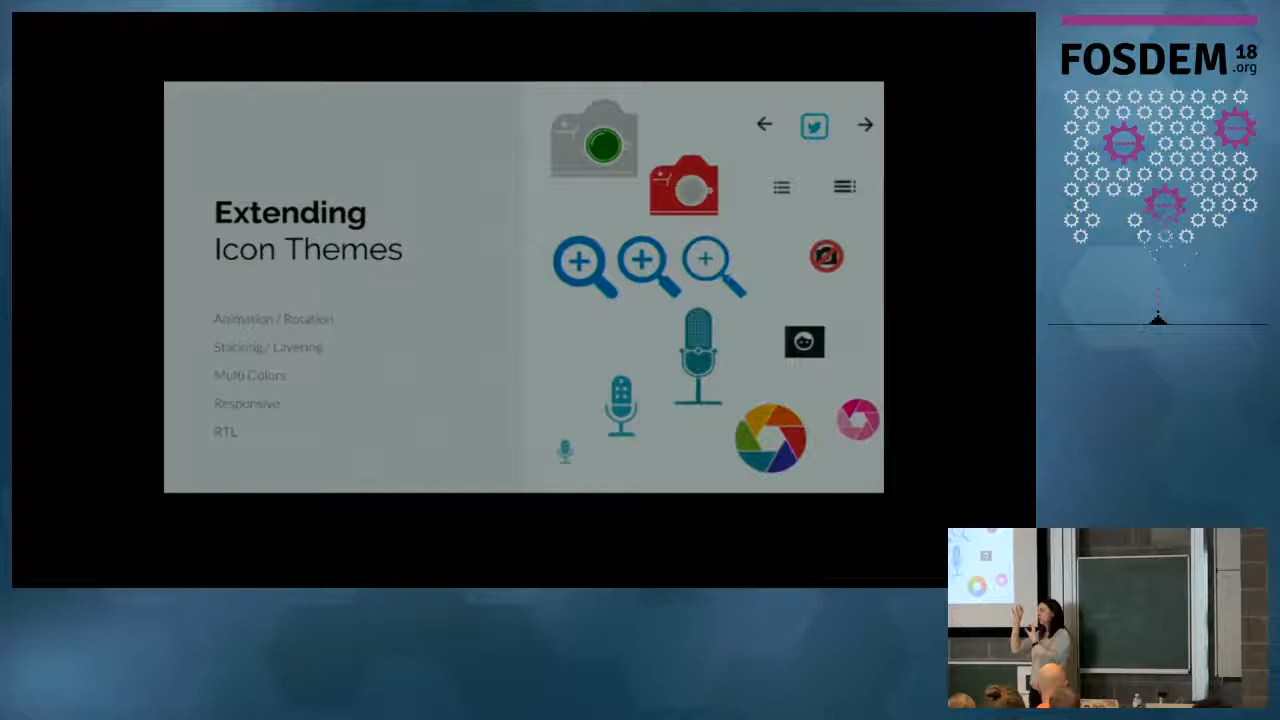 Extending
Icon Themes
Animation / Rotation
Stacking / Layering
Multi Colors
Responsive
RTL
FOSDEM 18
.org